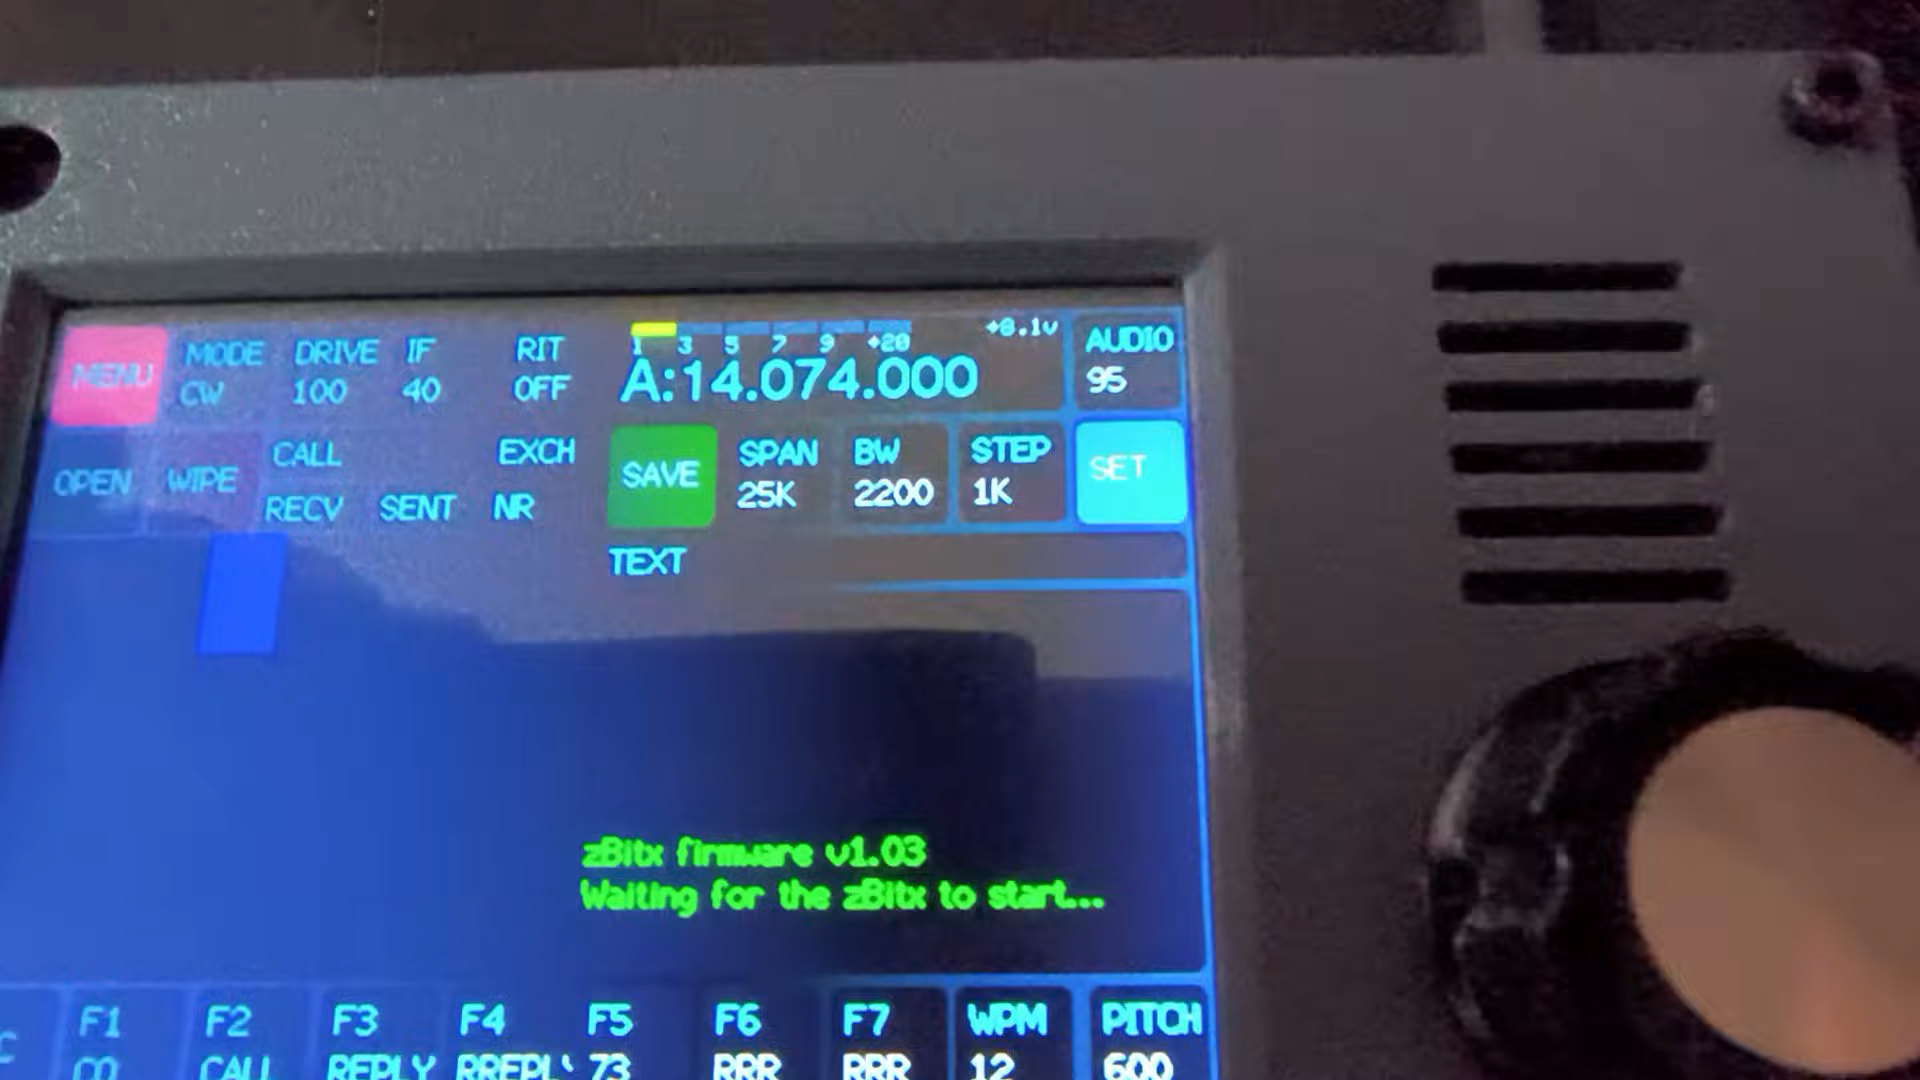 MENU MODE DRIVE IF RIT
CW 100 40 OFF
1 3 5 7 9 +20
+8.1v
A:14.074.000
AUDIO
95
OPEN WIPE CALL EXCH
RECV SENT NR
SAVE SPAN BW STEP SET
25K 2200 1K
TEXT
zBitx firmware v1.03
Waiting for the zBitx to start...
F1 F2 F3 F4 F5 F6 F7 WPM PITCH
CALL REPLY RREPL 73 RRR RRR 12 600